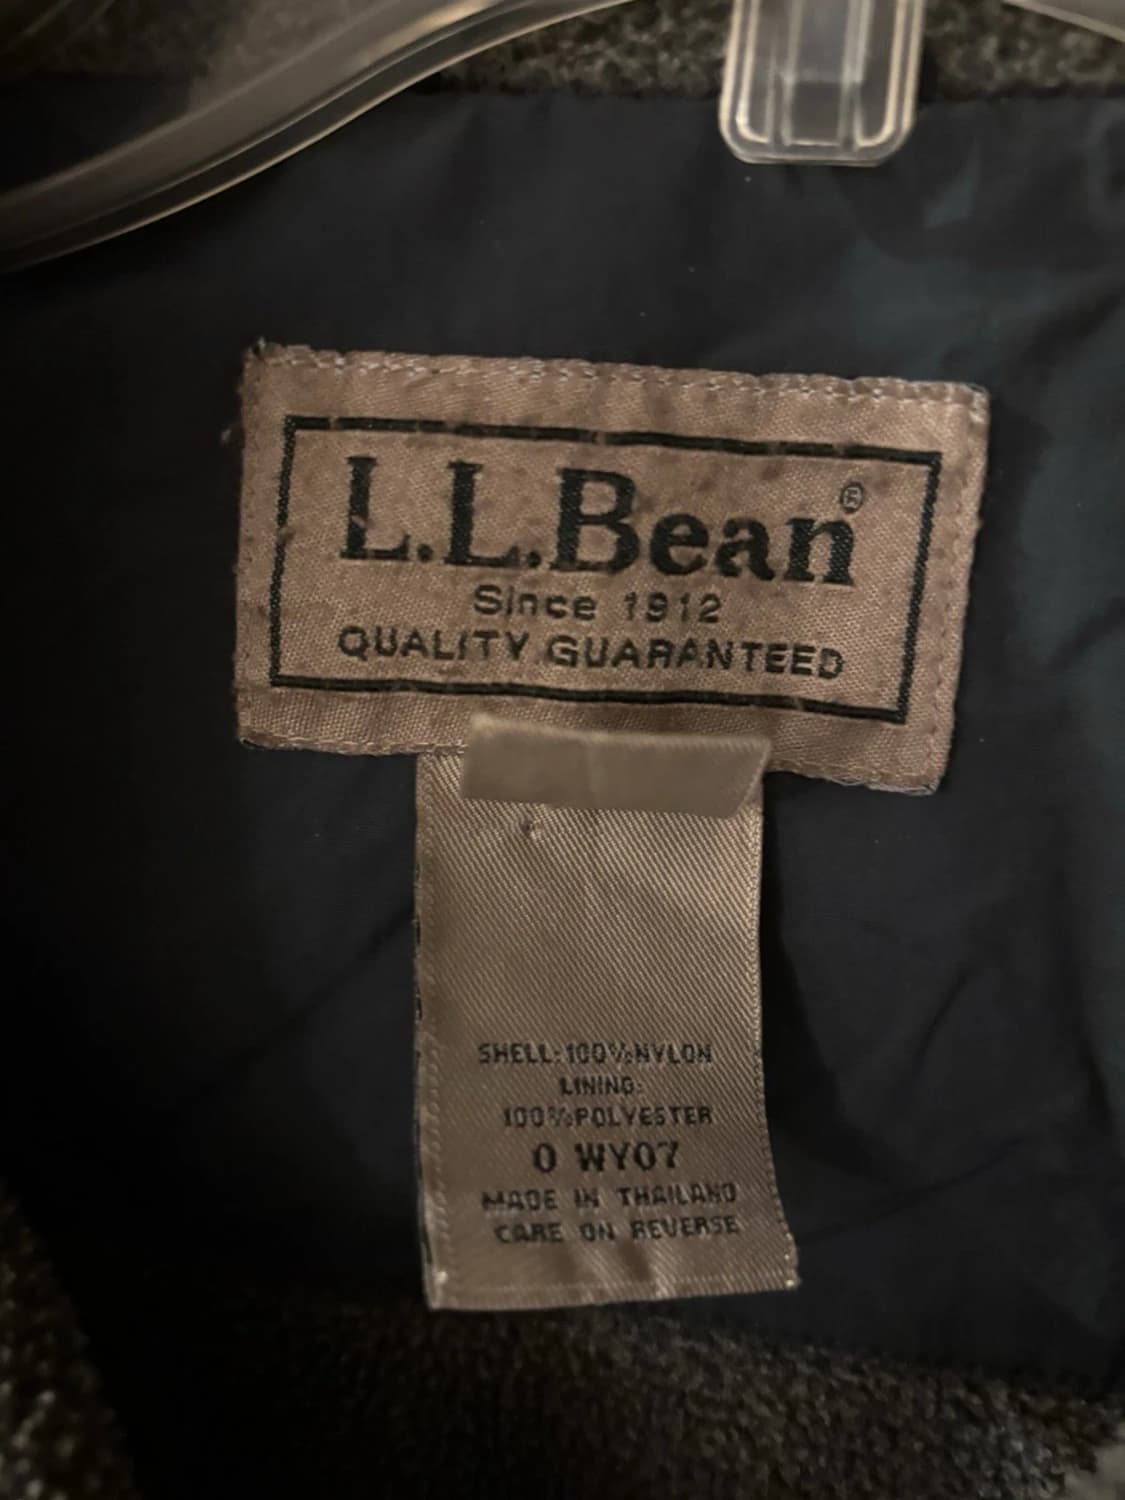 L.L.Bean®
Since 1912
QUALITY GUARANTEED
SHELL:100%NYLON
LINING:
100%POLYESTER
0 WY07
MADE IN THAILAND
CARE ON REVERSE